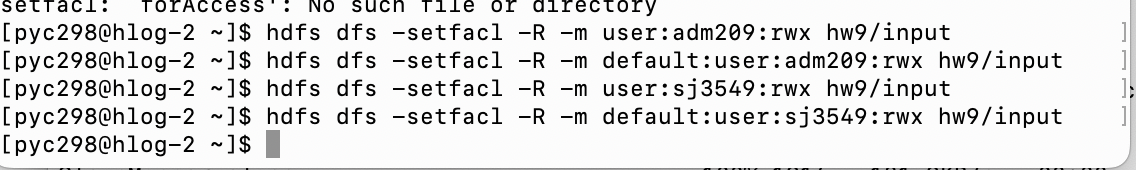 setfacl: `forAccess': No such file or directory
[pyc298@hlog-2 ~]$ hdfs dfs -setfacl -R -m user:adm209:rwx hw9/input ]
[pyc298@hlog-2 ~]$ hdfs dfs -setfacl -R -m default:user:adm209:rwx hw9/input ]
[pyc298@hlog-2 ~]$ hdfs dfs -setfacl -R -m user:sj3549:rwx hw9/input ]
[pyc298@hlog-2 ~]$ hdfs dfs -setfacl -R -m default:user:sj3549:rwx hw9/input ]
[pyc298@hlog-2 ~]$